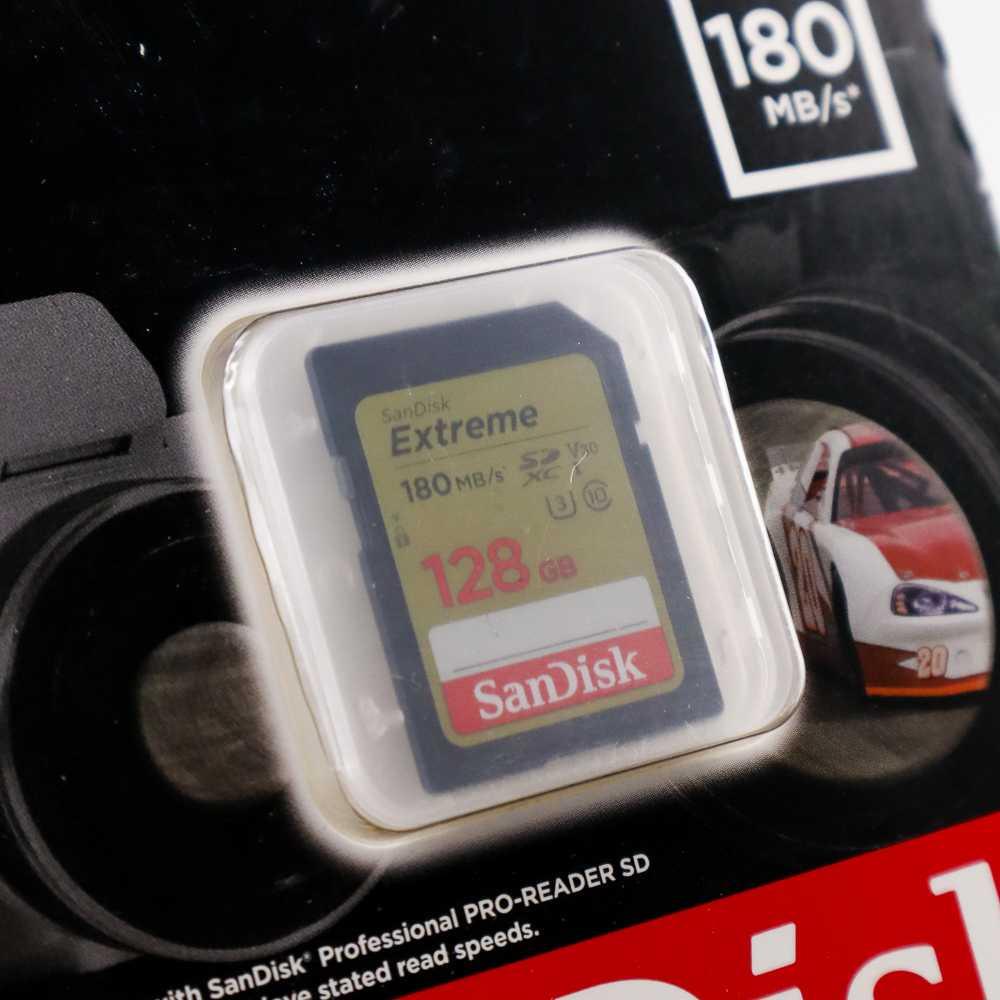 180
MB/s*
SanDisk
Extreme
180 MB/s* SD XC V30
3 10
128 GB
SanDisk
20
with SanDisk® Professional PRO-READER SD
stated read speeds.